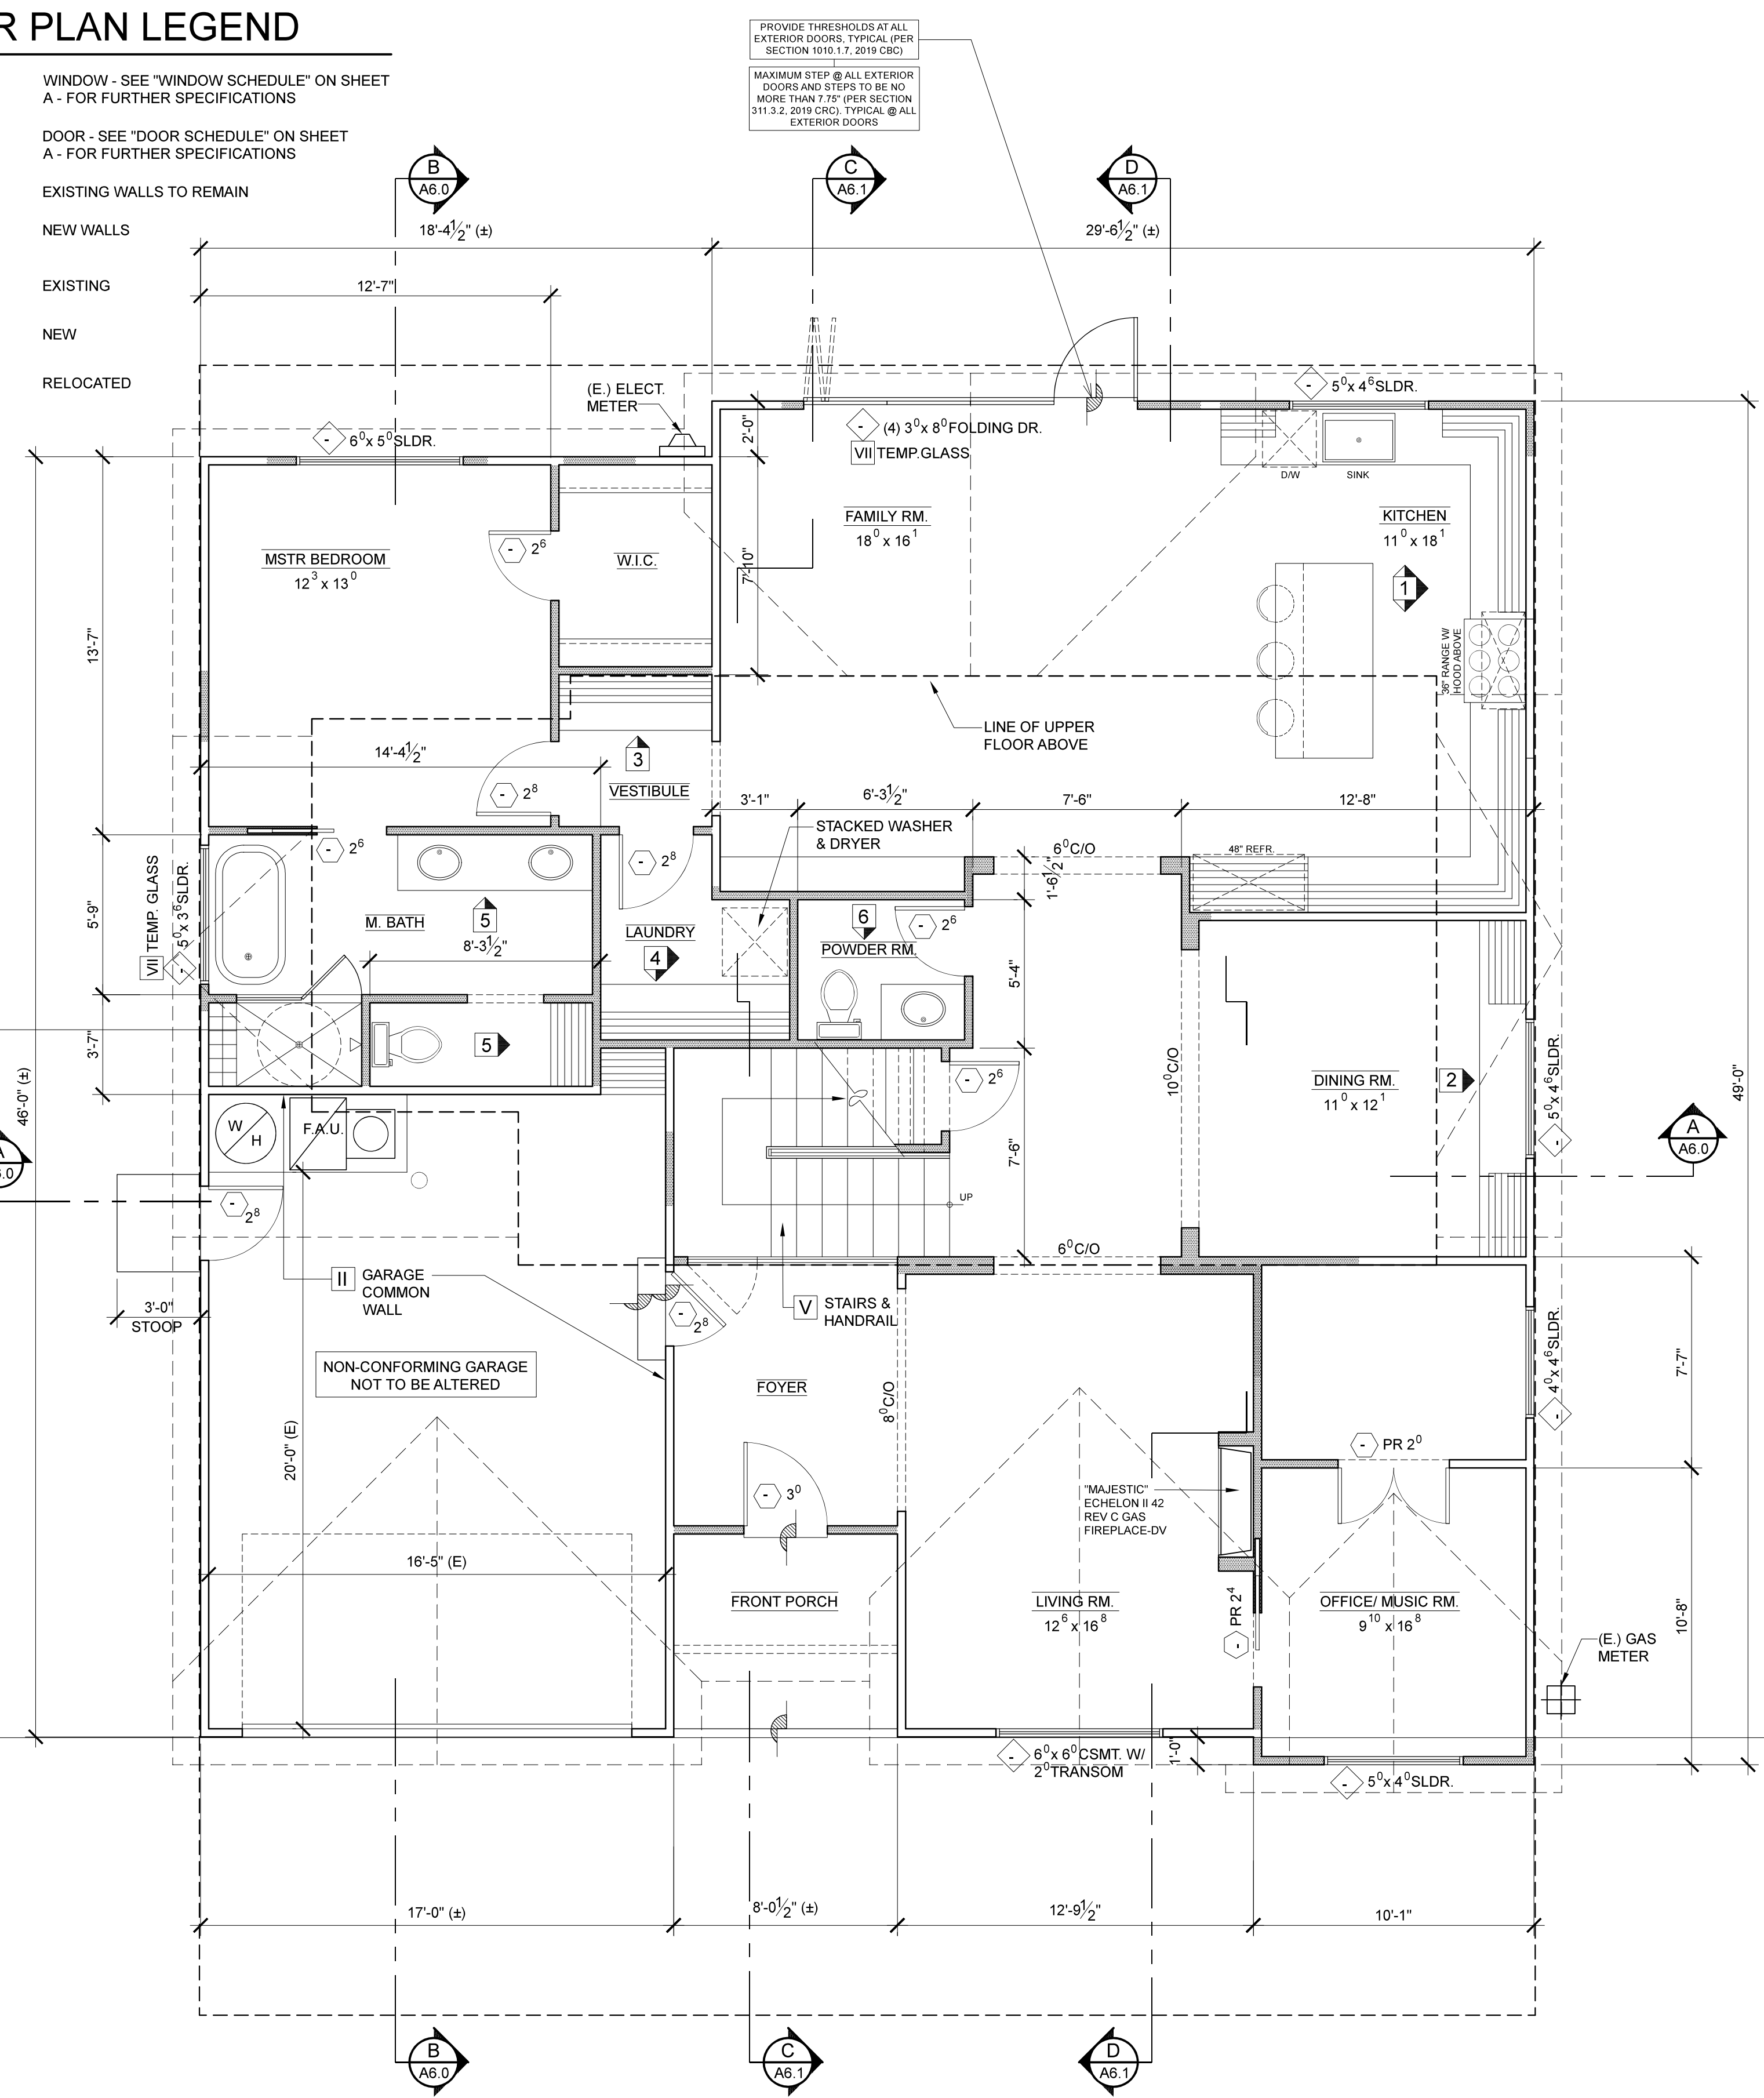 R PLAN LEGEND
WINDOW - SEE "WINDOW SCHEDULE" ON SHEET
A - FOR FURTHER SPECIFICATIONS
DOOR - SEE "DOOR SCHEDULE" ON SHEET
A - FOR FURTHER SPECIFICATIONS
EXISTING WALLS TO REMAIN
NEW WALLS
EXISTING
NEW
RELOCATED
PROVIDE THRESHOLDS AT ALL
EXTERIOR DOORS, TYPICAL (PER
SECTION 1010.1.7, 2019 CBC)
MAXIMUM STEP @ ALL EXTERIOR
DOORS AND STEPS TO BE NO
MORE THAN 7.75" (PER SECTION
311.3.2, 2019 CRC). TYPICAL @ ALL
EXTERIOR DOORS
B
A6.0
C
A6.1
D
A6.1
18'-4½" (±)
29'-6½" (±)
12'-7"
(E.) ELECT.
METER
- 6⁰x 5⁰SLDR.
2'-0"
- (4) 3⁰x 8⁰FOLDING DR.
VII TEMP.GLASS
- 5⁰x 4⁶SLDR.
D/W
SINK
MSTR BEDROOM
12³ x 13⁰
- 2⁶
W.I.C.
7'-10"
FAMILY RM.
18⁰ x 16¹
KITCHEN
11⁰ x 18¹
1
36" RANGE W/
HOOD ABOVE
13'-7"
LINE OF UPPER
FLOOR ABOVE
14'-4½"
3
VESTIBULE
- 2⁸
3'-1"
6'-3½"
7'-6"
12'-8"
STACKED WASHER
& DRYER
- 2⁶
- 2⁸
6⁰C/O
1'-6½"
48" REFR.
VII TEMP. GLASS
- 5⁰x 3⁶SLDR.
5'-9"
M. BATH
5
8'-3½"
LAUNDRY
4
6
POWDER RM.
- 2⁶
5'-4"
3'-7"
5
46'-0" (±)
49'-0"
10⁰C/O
DINING RM.
11⁰ x 12¹
2
- 5⁰x 4⁶SLDR.
- 2⁶
W
H
F.A.U.
7'-6"
UP
A
A6.0
A
6.0
- 2⁸
6⁰C/O
II GARAGE
COMMON
WALL
3'-0"
STOOP
- 2⁸
V STAIRS &
HANDRAIL
NON-CONFORMING GARAGE
NOT TO BE ALTERED
FOYER
8⁰C/O
- 4⁰x 4⁶SLDR.
7'-7"
20'-0" (E)
- PR 2⁰
- 3⁰
"MAJESTIC"
ECHELON II 42
REV C GAS
FIREPLACE-DV
16'-5" (E)
FRONT PORCH
LIVING RM.
12⁶ x 16⁸
- PR 2⁴
OFFICE/ MUSIC RM.
9¹⁰ x 16⁸
10'-8"
(E.) GAS
METER
- 6⁰x 6⁰CSMT. W/
2⁰TRANSOM
1'-0"
- 5⁰x 4⁰SLDR.
17'-0" (±)
8'-0½" (±)
12'-9½"
10'-1"
B
A6.0
C
A6.1
D
A6.1